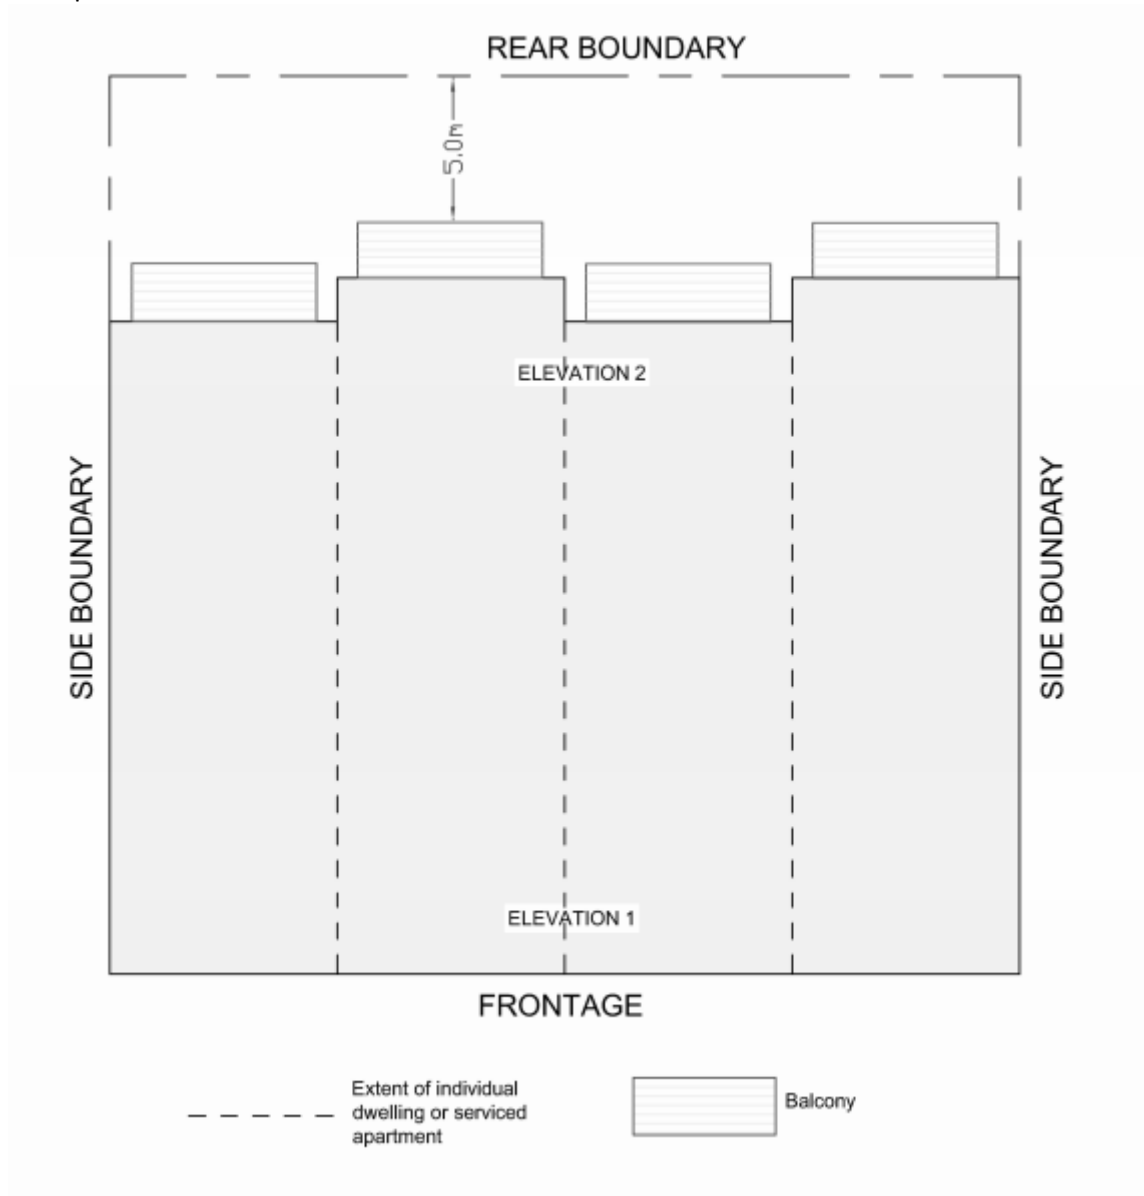 REAR BOUNDARY
5.0m
ELEVATION 2
SIDE BOUNDARY
SIDE BOUNDARY
ELEVATION 1
FRONTAGE
Extent of individual
dwelling or serviced
apartment
Balcony